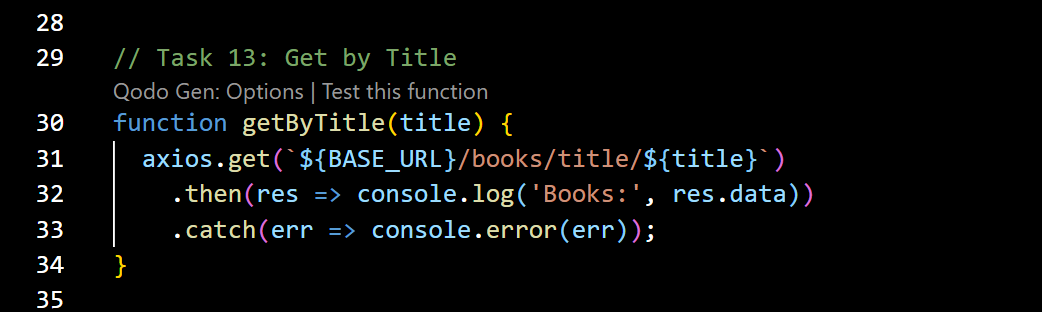 28
29 // Task 13: Get by Title
Qodo Gen: Options | Test this function
30 function getByTitle(title) {
31 axios.get(`${BASE_URL}/books/title/${title}`)
32 .then(res => console.log('Books:', res.data))
33 .catch(err => console.error(err));
34 }
35